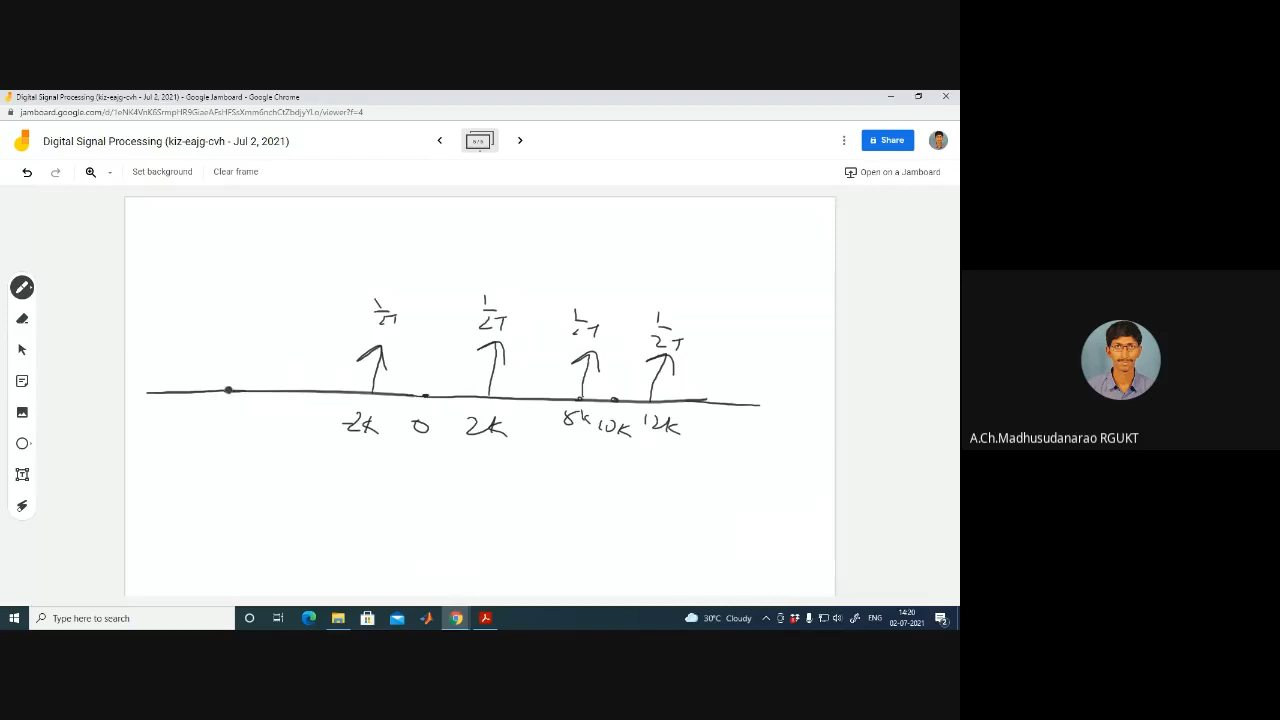 Digital Signal Processing (kiz-eajg-cvh - Jul 2, 2021) - Google Jamboard - Google Chrome
Digital Signal Processing (kiz-eajg-cvh - Jul 2, 2021)
Share
Set background
Clear frame
Open on a Jamboard
1/2T 1/2T 1/2T 1/2T
-2K 0 2K 8K 10K 12K
A.Ch.Madhusudanarao RGUKT
Type here to search
30°C Cloudy
ENG
14:20
02-07-2021
2